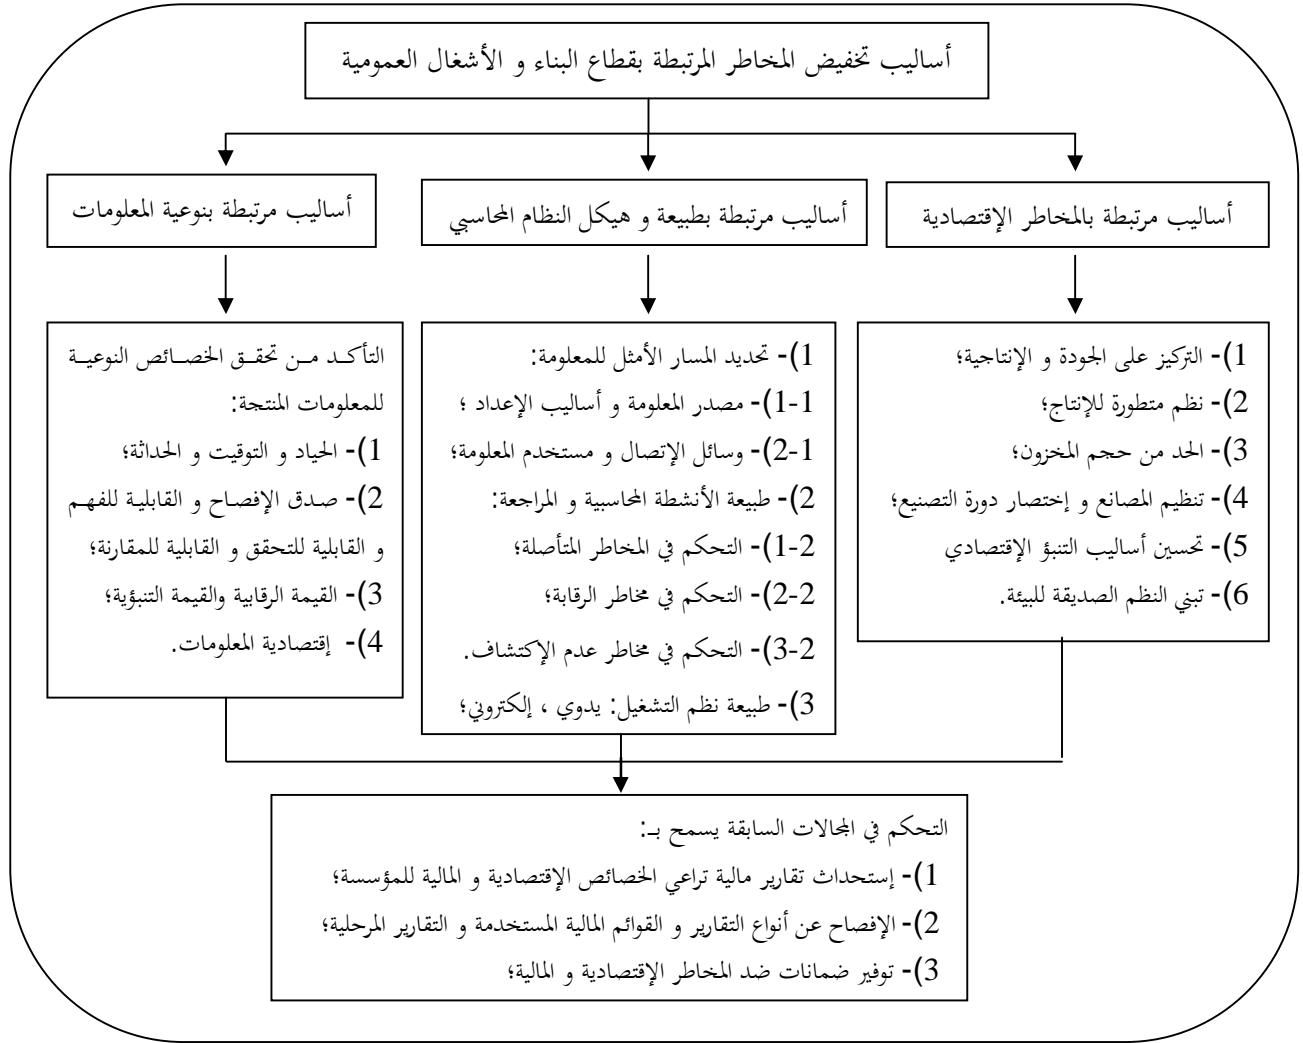 أساليب تخفيض المخاطر المرتبطة بقطاع البناء و الأشغال العمومية
أساليب مرتبطة بالمخاطر الإقتصادية
أساليب مرتبطة بطبيعة و هيكل النظام المحاسبي
أساليب مرتبطة بنوعية المعلومات
1)- التركيز على الجودة و الإنتاجية؛
2)- نظم متطورة للإنتاج؛
3)- الحد من حجم المخزون؛
4)- تنظيم المصانع و إختصار دورة التصنيع؛
5)- تحسين أساليب التنبؤ الإقتصادي
6)- تبني النظم الصديقة للبيئة.
1)- تحديد المسار الأمثل للمعلومة:
1-1)- مصدر المعلومة و أساليب الإعداد ؛
2-1)- وسائل الإتصال و مستخدم المعلومة؛
2)- طبيعة الأنشطة المحاسبية و المراجعة:
1-2)- التحكم في المخاطر المتأصلة؛
2-2)- التحكم في مخاطر الرقابة؛
3-2)- التحكم في مخاطر عدم الإكتشاف.
3)- طبيعة نظم التشغيل: يدوي ، إلكتروني؛
التأكد من تحقق الخصائص النوعية
للمعلومات المنتجة:
1)- الحياد و التوقيت و الحداثة؛
2)- صدق الإفصاح و القابلية للفهم
و القابلية للتحقق و القابلية للمقارنة؛
3)- القيمة الرقابية والقيمة التنبؤية؛
4)- إقتصادية المعلومات.
التحكم في المجالات السابقة يسمح بـ:
1)- إستحداث تقارير مالية تراعي الخصائص الإقتصادية و المالية للمؤسسة؛
2)- الإفصاح عن أنواع التقارير و القوائم المالية المستخدمة و التقارير المرحلية؛
3)- توفير ضمانات ضد المخاطر الإقتصادية و المالية؛